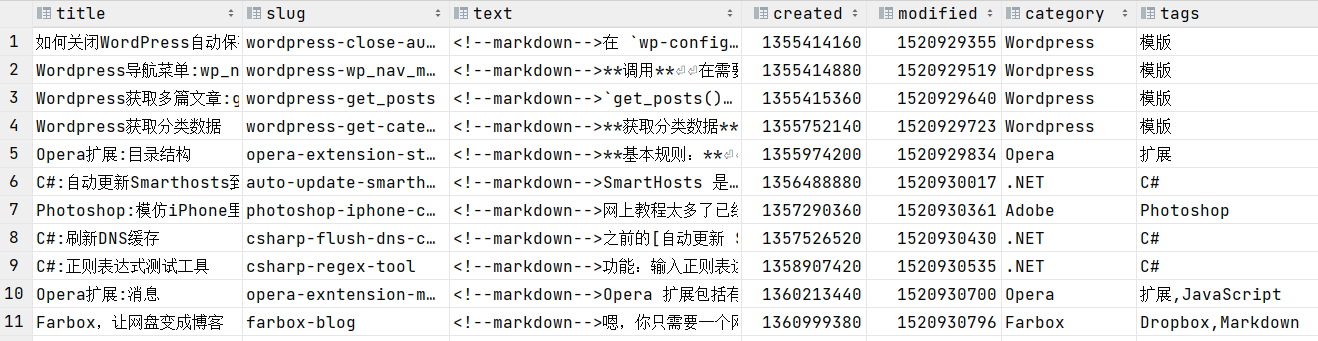 title slug text created modified category tags
1 如何关闭WordPress自动保 wordpress-close-au… <!--markdown-->在 `wp-config… 1355414160 1520929355 Wordpress 模版
2 Wordpress导航菜单:wp_n wordpress-wp_nav_m… <!--markdown-->**调用**⏎⏎在需要 1355414880 1520929519 Wordpress 模版
3 Wordpress获取多篇文章:g wordpress-get_posts <!--markdown-->`get_posts()… 1355415360 1520929640 Wordpress 模版
4 Wordpress获取分类数据 wordpress-get-cate… <!--markdown-->**获取分类数据** 1355752140 1520929723 Wordpress 模版
5 Opera扩展:目录结构 opera-extension-st… <!--markdown-->**基本规则：**⏎ 1355974200 1520929834 Opera 扩展
6 C#:自动更新Smarthosts到 auto-update-smarth… <!--markdown-->SmartHosts 是… 1356488880 1520930017 .NET C#
7 Photoshop:模仿iPhone里 photoshop-iphone-c… <!--markdown-->网上教程太多了已经 1357290360 1520930361 Adobe Photoshop
8 C#:刷新DNS缓存 csharp-flush-dns-c… <!--markdown-->之前的[自动更新 S 1357526520 1520930430 .NET C#
9 C#:正则表达式测试工具 csharp-regex-tool <!--markdown-->功能：输入正则表达 1358907420 1520930535 .NET C#
10 Opera扩展:消息 opera-exntension-m… <!--markdown-->Opera 扩展包括有 1360213440 1520930700 Opera 扩展,JavaScript
11 Farbox，让网盘变成博客 farbox-blog <!--markdown-->嗯，你只需要一个网 1360999380 1520930796 Farbox Dropbox,Markdown